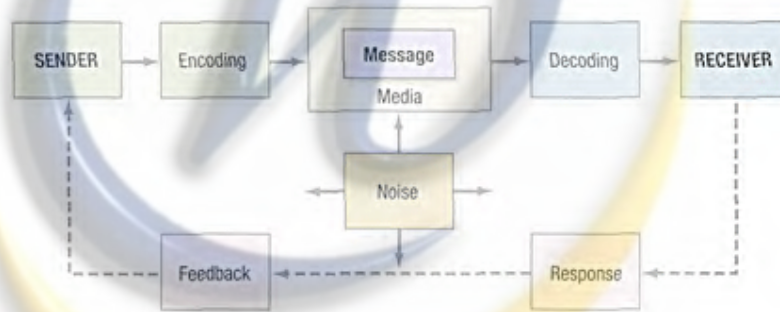 SENDER
Encoding
Message
Media
Decoding
RECEIVER
Noise
Feedback
Response